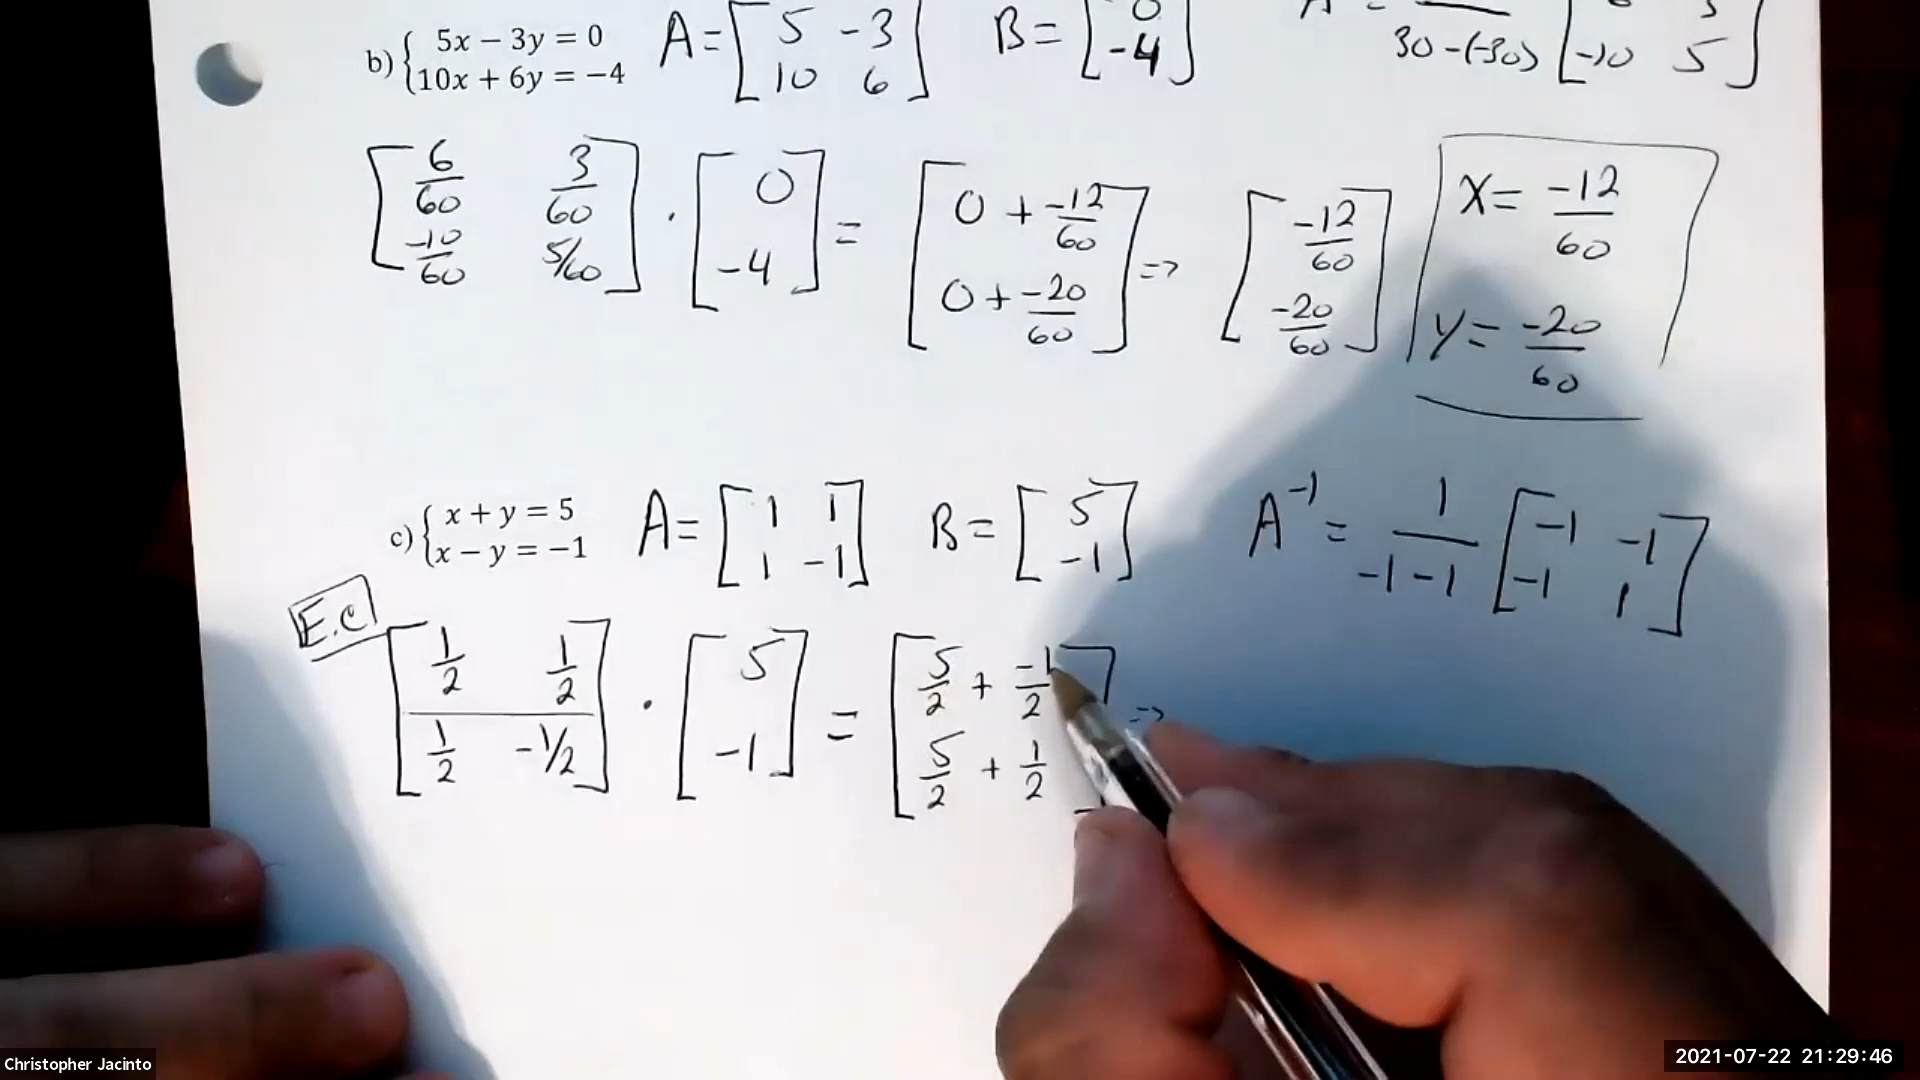 b) { 5x − 3y = 0 A = [ 5 -3 B = [ 0
10x + 6y = −4 10 6 ] -4 ] 30-(-30) [ -10 5 ]
[ 6/60 3/60 ] · [ 0 ] = [ 0 + -12/60 ] => [ -12/60 ] X = -12/60
[ -10/60 5/60 ] [ -4 ] [ 0 + -20/60 ] [ -20/60 ] y = -20/60
c) { x + y = 5 A = [ 1 1 ] B = [ 5 ] A^-1 = 1/(-1-1) [ -1 -1 ]
x − y = −1 [ 1 -1 ] [ -1 ] [ -1 1 ]
E.C
[ 1/2 1/2 ] · [ 5 ] = [ 5/2 + -1/2 ] =>
[ 1/2 -1/2 ] [ -1 ] [ 5/2 + 1/2 ]
Christopher Jacinto
2021-07-22 21:29:46